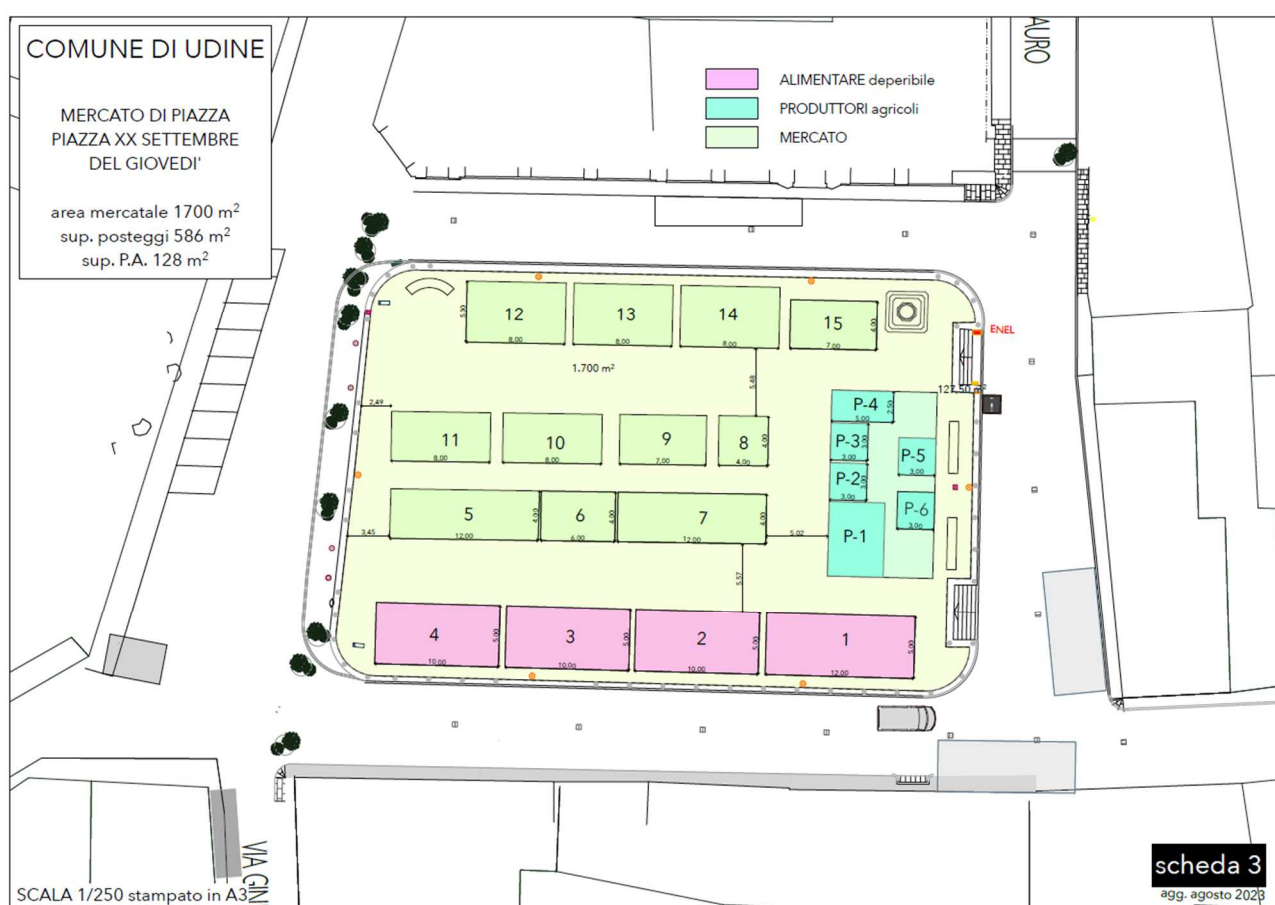 COMUNE DI UDINE
MERCATO DI PIAZZA
PIAZZA XX SETTEMBRE
DEL GIOVEDI'
area mercatale 1700 m²
sup. posteggi 586 m²
sup. P.A. 128 m²
ALIMENTARE deperibile
PRODUTTORI agricoli
MERCATO
AURO
ENEL
12
5.30
8.00
13
8.00
14
8.00
15
4.00
7.00
1.700 m²
5.48
127.50 m²
2.49
11
8.00
10
8.00
9
7.00
8
4.00
4.00
P-4
2.50
5.00
P-3
3.00
3.00
P-5
3.00
P-2
3.00
3.00
P-6
3.00
P-1
3.45
5
4.00
12.00
6
4.00
6.00
7
4.00
12.00
5.02
5.57
4
5.00
10.00
3
5.00
10.00
2
5.00
10.00
1
5.00
12.00
VIA GIN
SCALA 1/250 stampato in A3
scheda 3
agg. agosto 2023